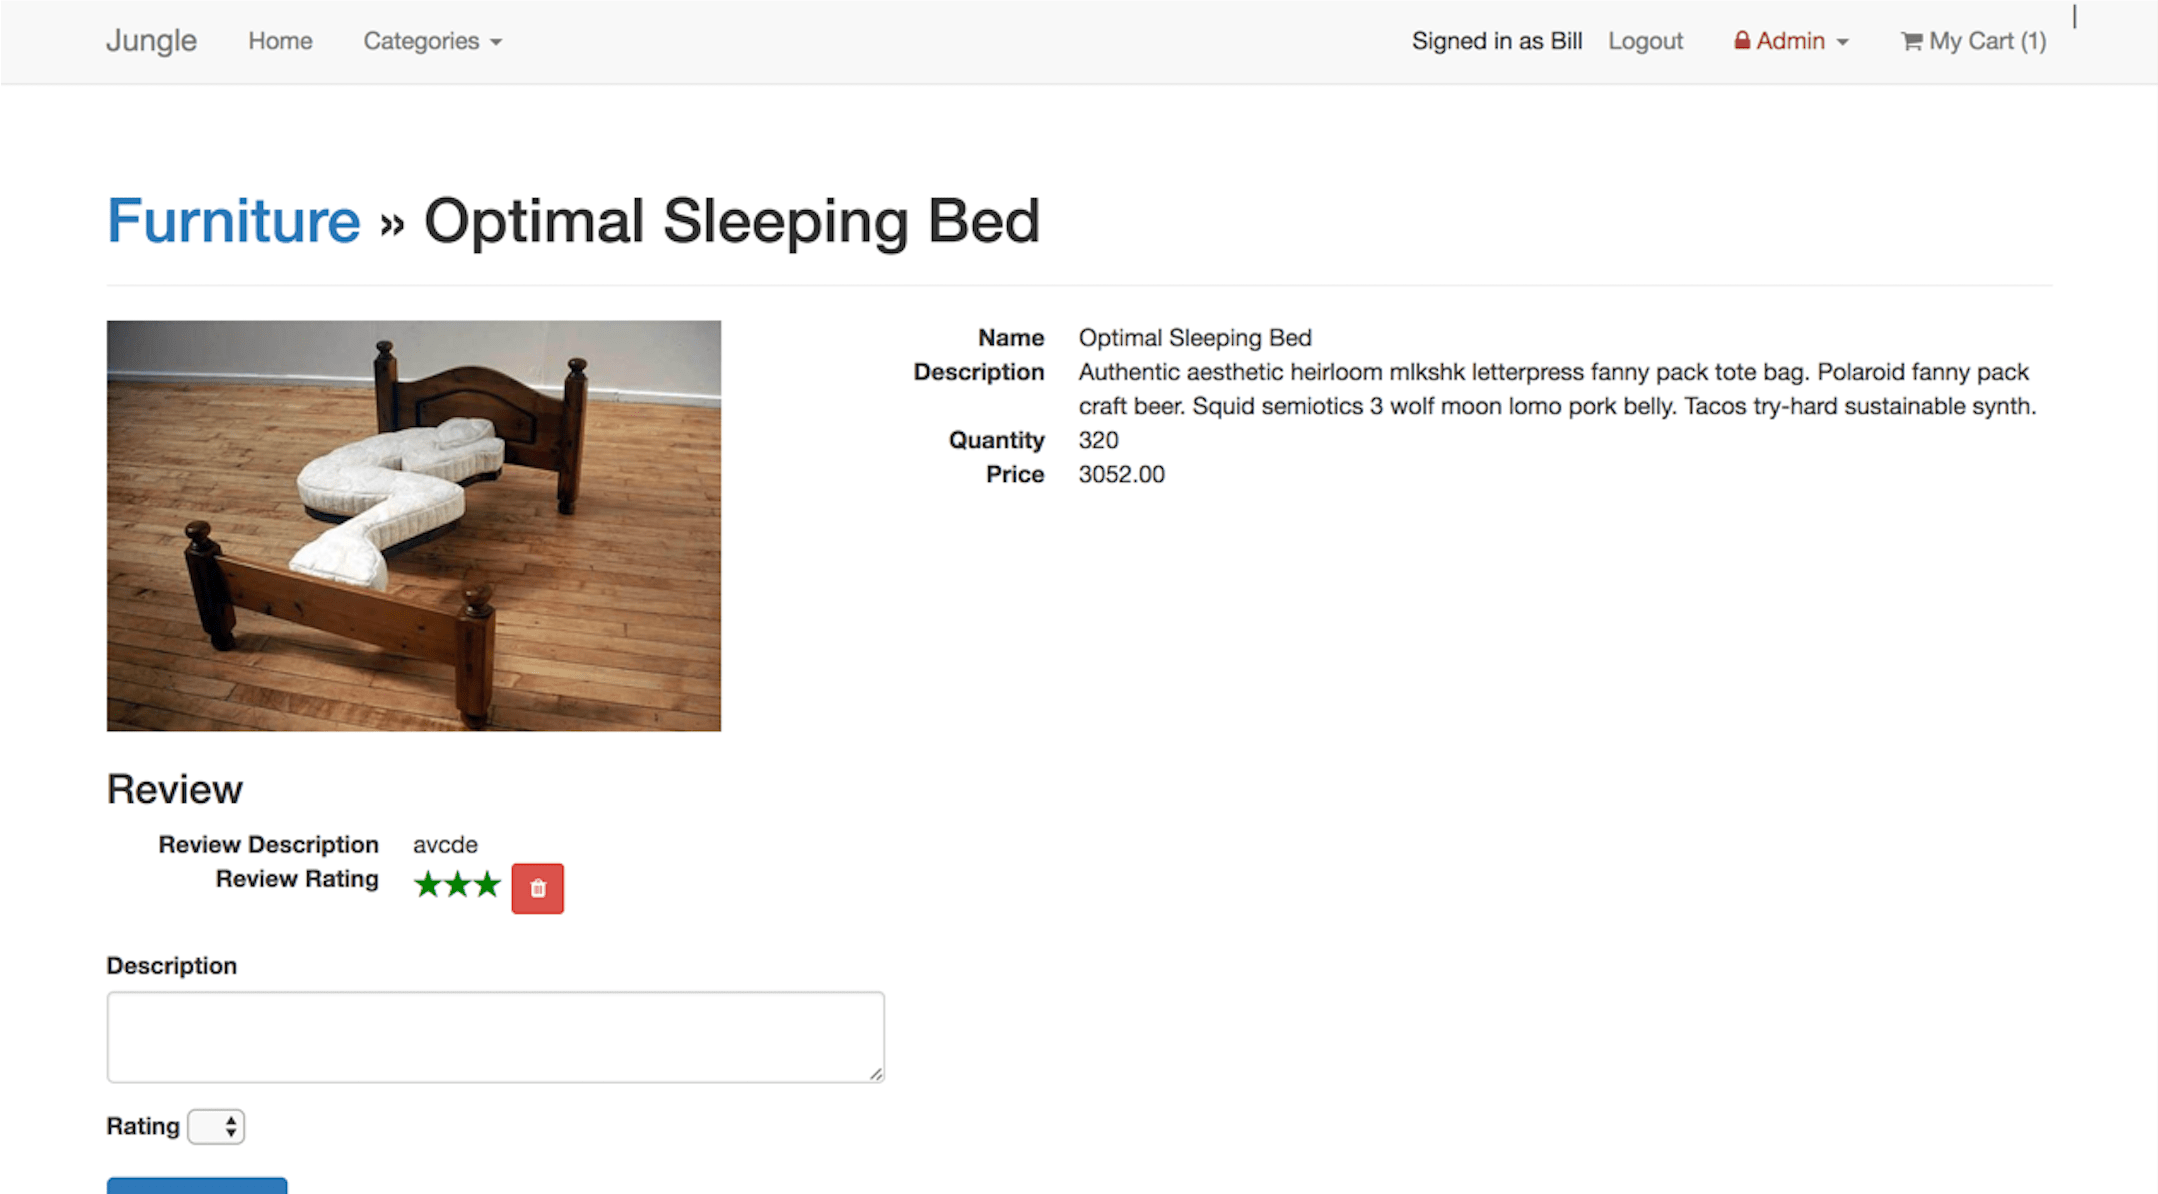 Jungle Home Categories Signed in as Bill Logout Admin My Cart (1)
Furniture » Optimal Sleeping Bed
Name Optimal Sleeping Bed
Description Authentic aesthetic heirloom mlkshk letterpress fanny pack tote bag. Polaroid fanny pack
craft beer. Squid semiotics 3 wolf moon lomo pork belly. Tacos try-hard sustainable synth.
Quantity 320
Price 3052.00
Review
Review Description avcde
Review Rating ★★★
Description
Rating